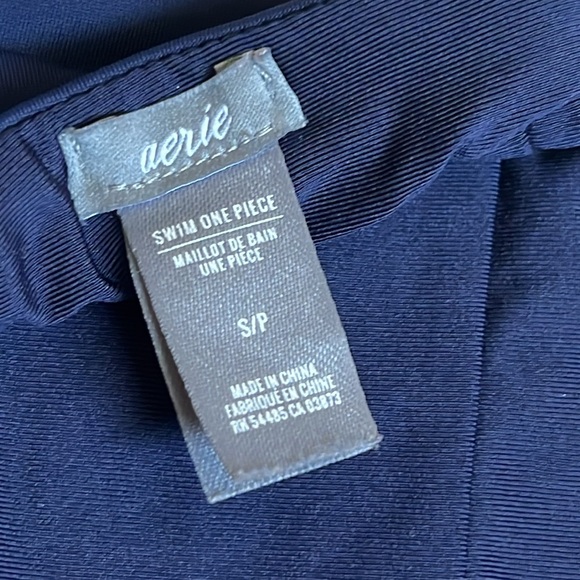 aerie
SWIM ONE PIECE
MAILLOT DE BAIN
UNE PIÈCE
S/P
MADE IN CHINA
FABRIQUÉ EN CHINE
RN 54485 CA 03873